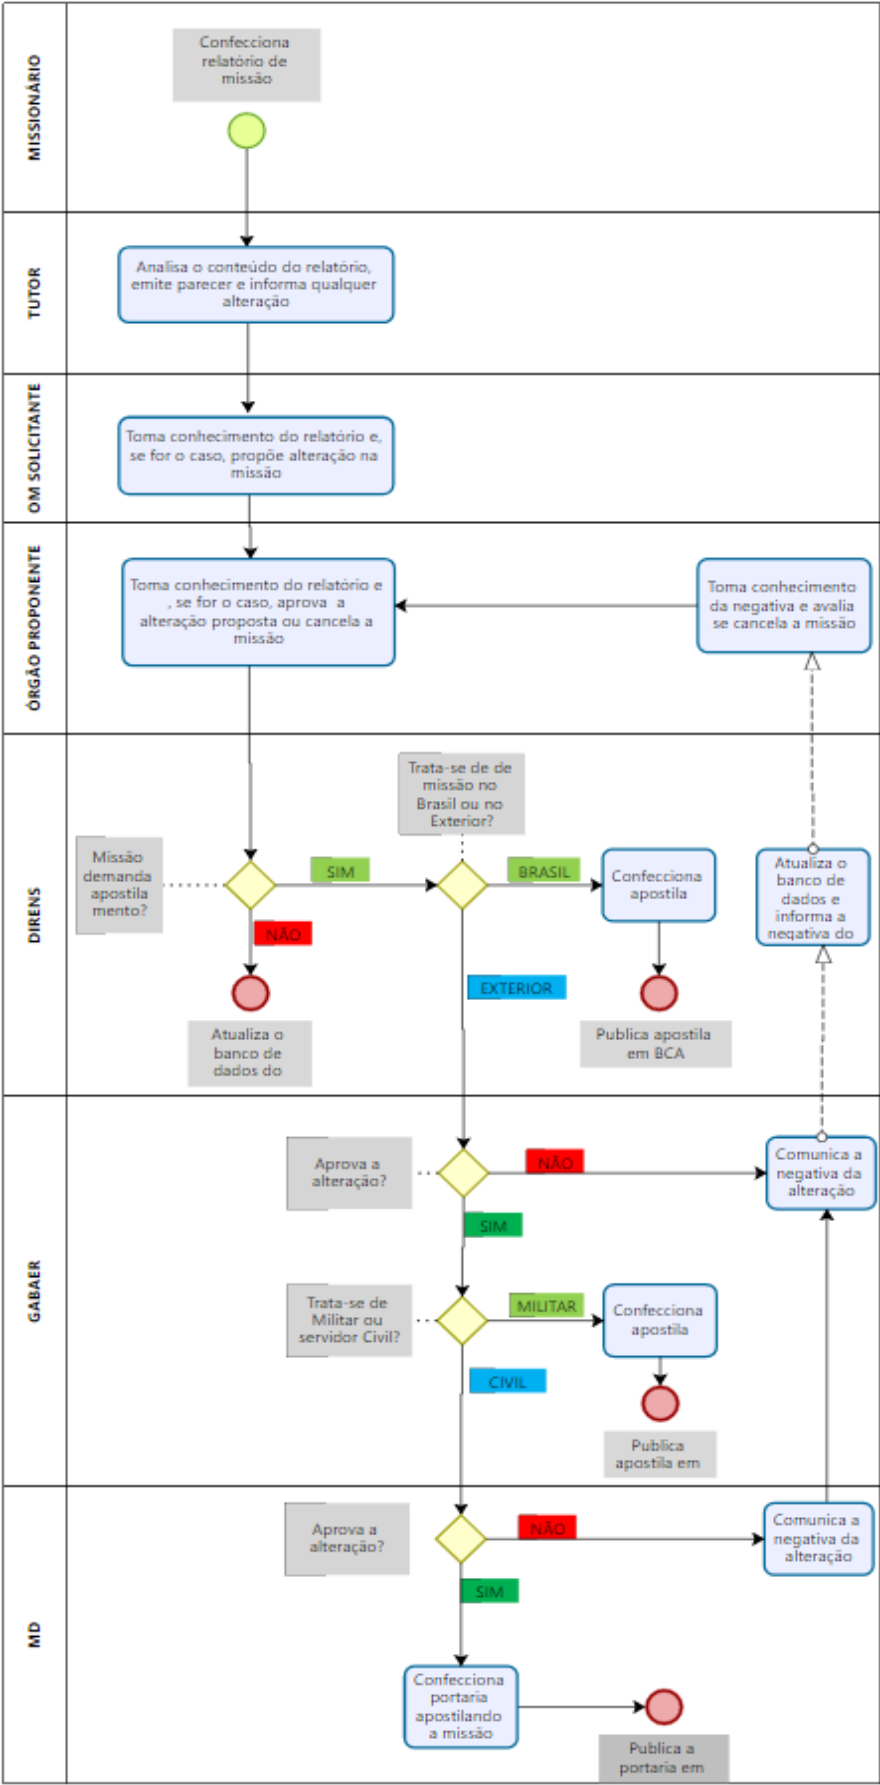 MISSIONÁRIO
Confecciona
relatório de
missão
TUTOR
Analisa o conteúdo do relatório,
emite parecer e informa qualquer
alteração
OM SOLICITANTE
Toma conhecimento do relatório e,
se for o caso, propõe alteração na
missão
ÓRGÃO PROPONENTE
Toma conhecimento do relatório e
, se for o caso, aprova a
alteração proposta ou cancela a
missão
Toma conhecimento
da negativa e avalia
se cancela a missão
DIRENS
Trata-se de de
missão no
Brasil ou no
Exterior?
Missão
demanda
apostila
mento?
SIM
BRASIL
Confecciona
apostila
Atualiza o
banco de
dados e
informa a
negativa do
NÃO
EXTERIOR
Atualiza o
banco de
dados do
Publica apostila
em BCA
GABAER
Aprova a
alteração?
NÃO
Comunica a
negativa da
alteração
SIM
Trata-se de
Militar ou
servidor Civil?
MILITAR
Confecciona
apostila
CIVIL
Publica
apostila em
MD
Aprova a
alteração?
NÃO
Comunica a
negativa da
alteração
SIM
Confecciona
portaria
apostilando
a missão
Publica a
portaria em